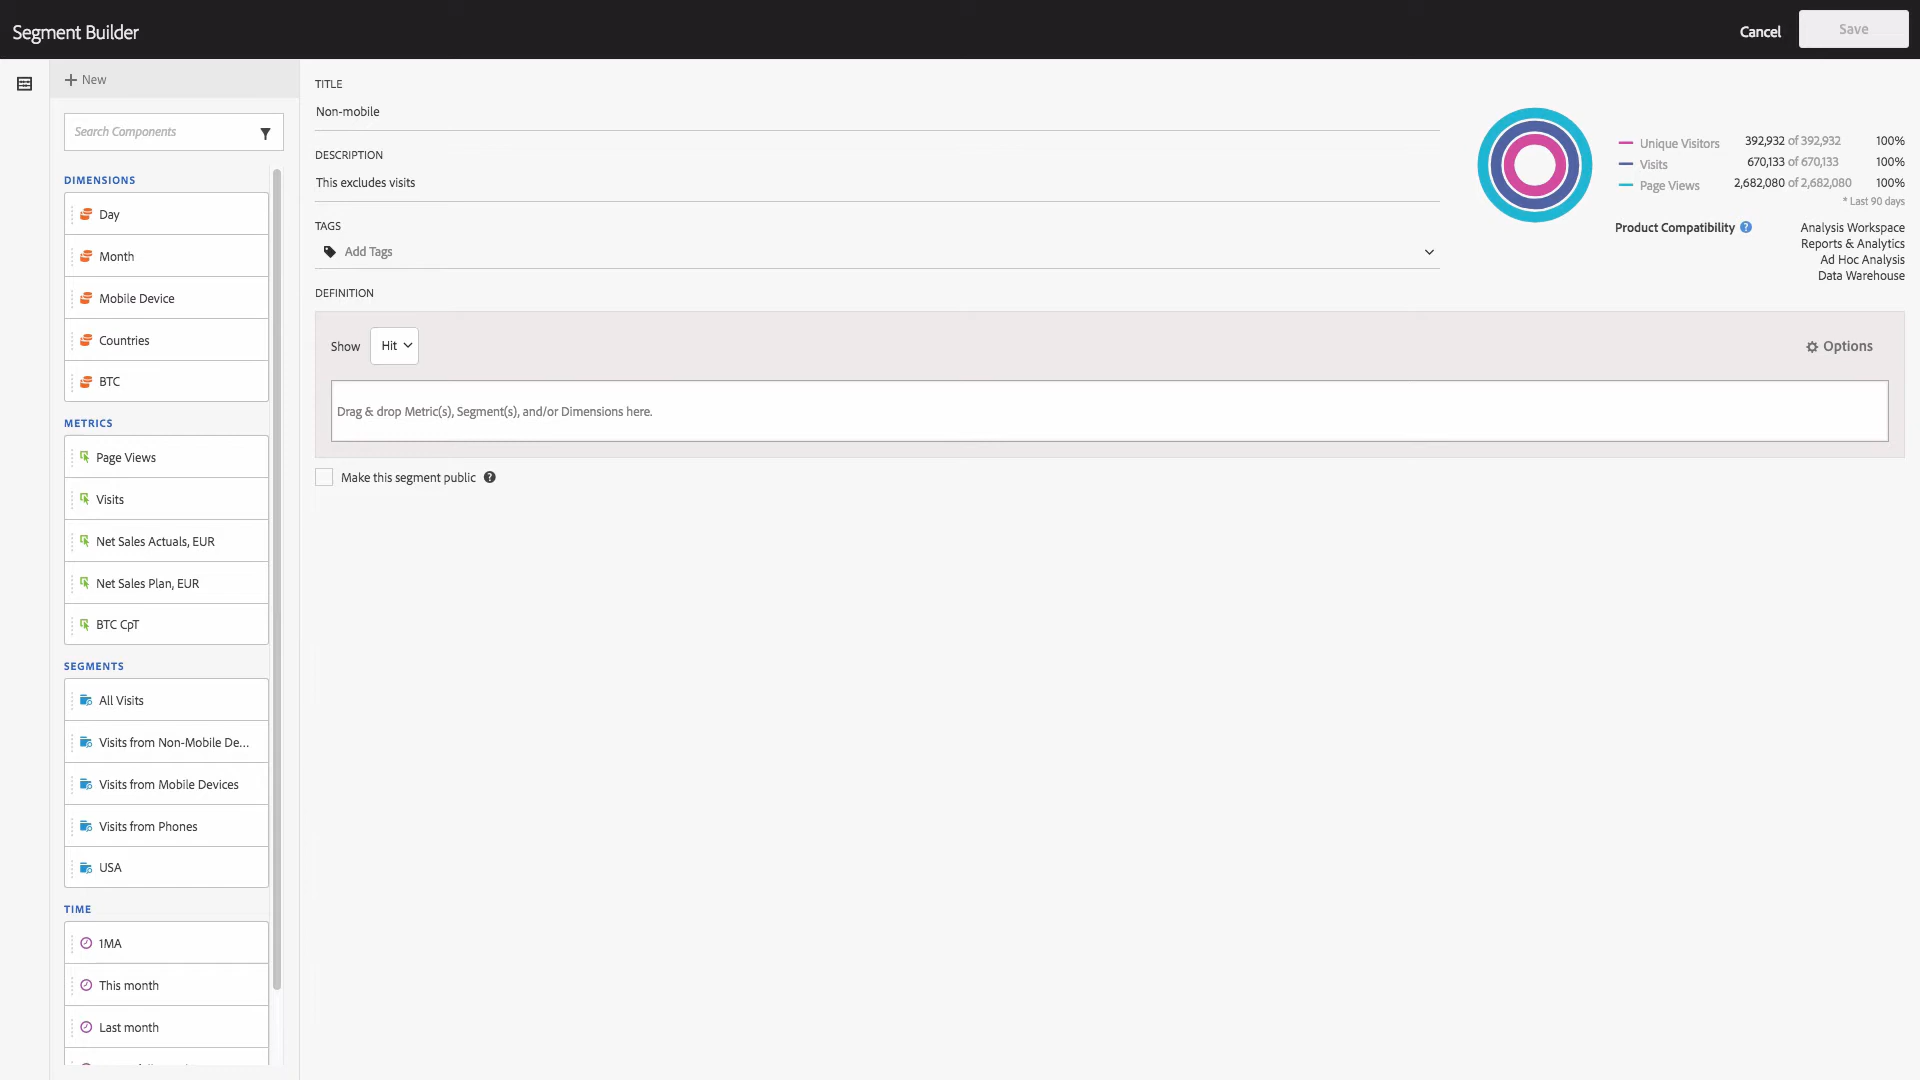 Segment Builder
Cancel
Save
New
Search Components
DIMENSIONS
Day
Month
Mobile Device
Countries
BTC
METRICS
Page Views
Visits
Net Sales Actuals, EUR
Net Sales Plan, EUR
BTC CpT
SEGMENTS
All Visits
Visits from Non-Mobile De...
Visits from Mobile Devices
Visits from Phones
USA
TIME
1MA
This month
Last month
TITLE
Non-mobile
DESCRIPTION
This excludes visits
TAGS
Add Tags
DEFINITION
Show Hit
Options
Drag & drop Metric(s), Segment(s), and/or Dimensions here.
Make this segment public ?
Unique Visitors 392,932 of 392,932 100%
Visits 670,133 of 670,133 100%
Page Views 2,682,080 of 2,682,080 100%
* Last 90 days
Product Compatibility ? Analysis Workspace
Reports & Analytics
Ad Hoc Analysis
Data Warehouse